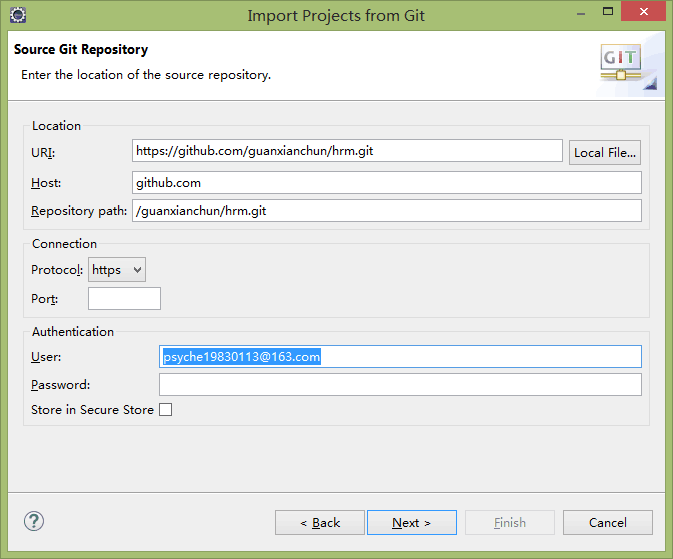 Import Projects from Git
Source Git Repository
Enter the location of the source repository.
GIT
Location
URI: https://github.com/guanxianchun/hrm.git Local File...
Host: github.com
Repository path: /guanxianchun/hrm.git
Connection
Protocol: https
Port:
Authentication
User: psyche19830113@163.com
Password:
Store in Secure Store
? < Back Next > Finish Cancel